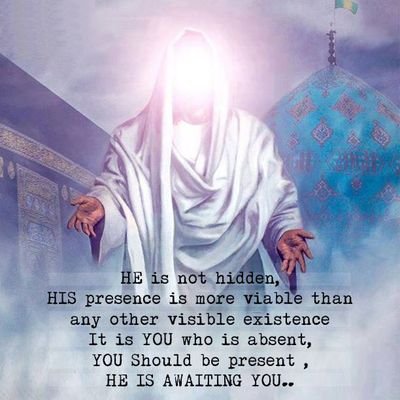 HE is not hidden,
HIS presence is more viable than
any other visible existence
It is YOU who is absent,
YOU Should be present ,
HE IS AWAITING YOU..